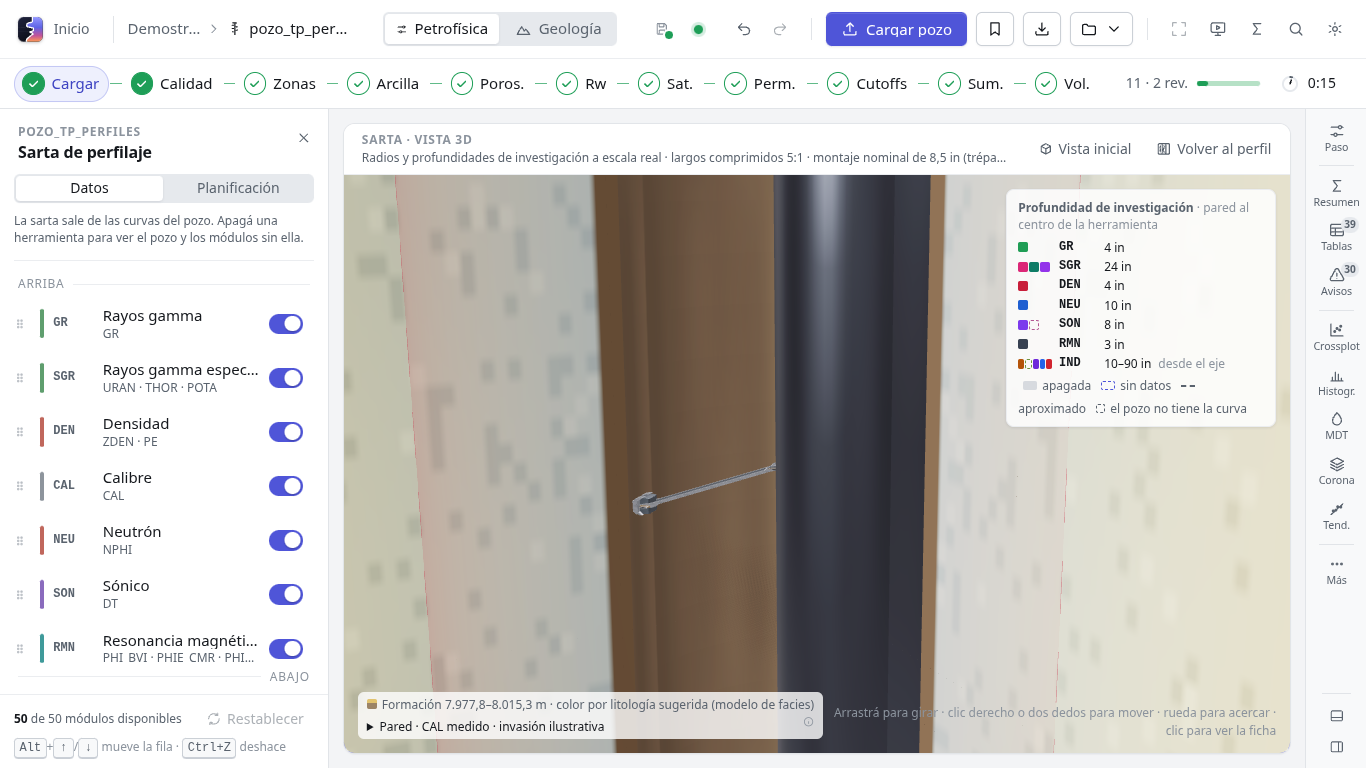 Inicio
Demostr...
pozo_tp_per...
Petrofísica
Geología
Cargar pozo
Cargar
Calidad
Zonas
Arcilla
Poros.
Rw
Sat.
Perm.
Cutoffs
Sum.
Vol.
11 · 2 rev.
0:15
POZO_TP_PERFILES
Sarta de perfilaje
Datos
Planificación
La sarta sale de las curvas del pozo. Apagá una
herramienta para ver el pozo y los módulos sin ella.
ARRIBA
GR Rayos gamma
GR
SGR Rayos gamma espec...
URAN · THOR · POTA
DEN Densidad
ZDEN · PE
CAL Calibre
CAL
NEU Neutrón
NPHI
SON Sónico
DT
RMN Resonancia magnéti...
PHI_BVI · PHIE_CMR · PHI...
ABAJO
50 de 50 módulos disponibles
Restablecer
Alt + ↑ / ↓ mueve la fila · Ctrl+Z deshace
SARTA · VISTA 3D
Radios y profundidades de investigación a escala real · largos comprimidos 5:1 · montaje nominal de 8,5 in (trépa...
Vista inicial
Volver al perfil
Profundidad de investigación · pared al
centro de la herramienta
GR 4 in
SGR 24 in
DEN 4 in
NEU 10 in
SON 8 in
RMN 3 in
IND 10–90 in desde el eje
apagada sin datos
aproximado el pozo no tiene la curva
Formación 7.977,8–8.015,3 m · color por litología sugerida (modelo de facies)
Pared · CAL medido · invasión ilustrativa
Arrastrá para girar · clic derecho o dos dedos para mover · rueda para acercar ·
clic para ver la ficha
Paso
Resumen
39
Tablas
30
Avisos
Crossplot
Histogr.
MDT
Corona
Tend.
Más